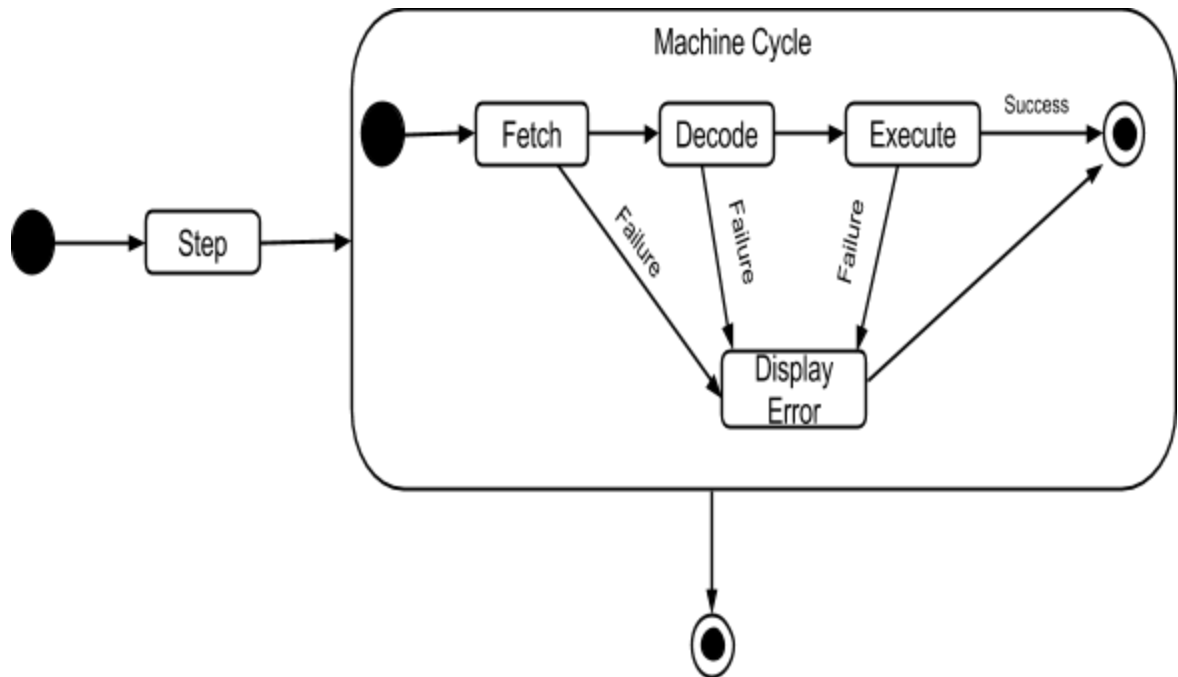 Machine Cycle
Success
Fetch
Decode
Execute
Step
Failure
Failure
Failure
Display
Error